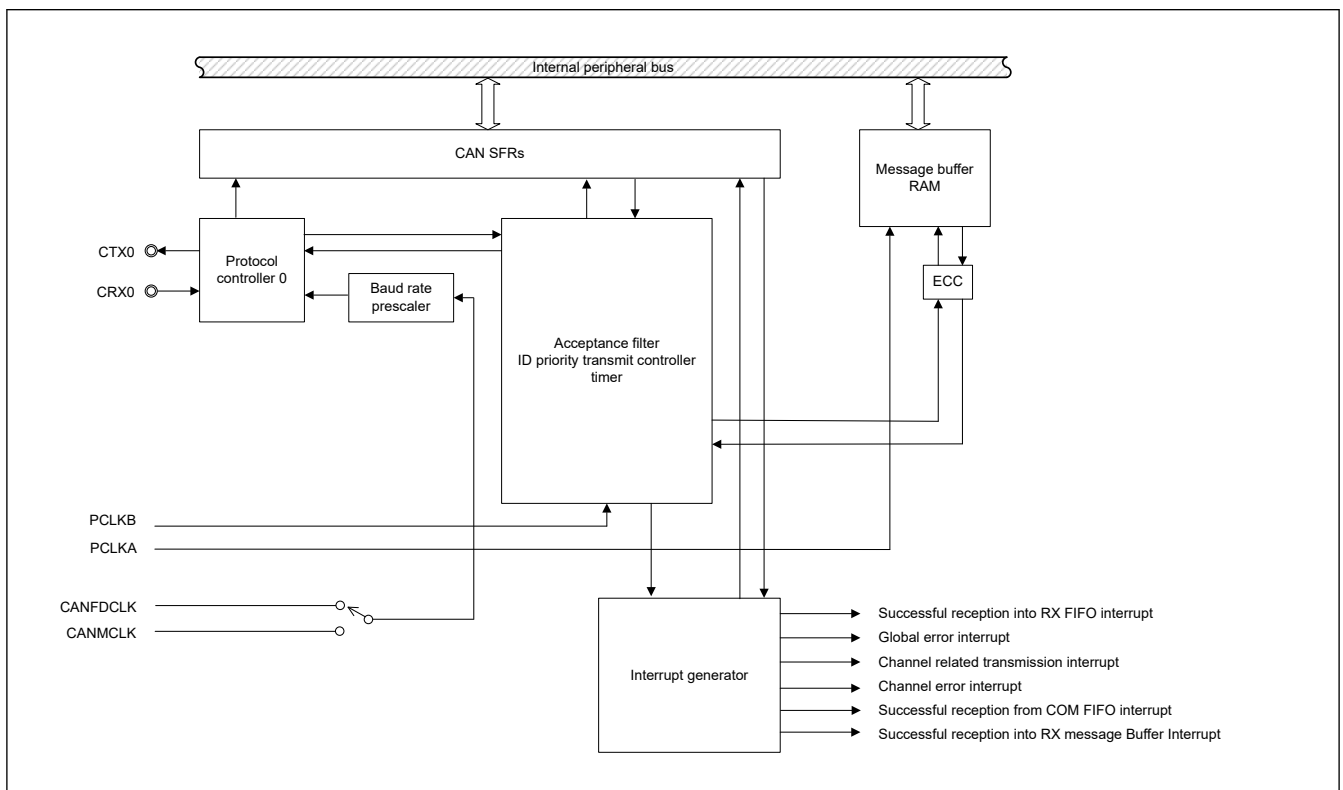 Internal peripheral bus
CAN SFRs
Message buffer
RAM
CTX0
CRX0
Protocol
controller 0
Baud rate
prescaler
ECC
Acceptance filter
ID priority transmit controller
timer
PCLKB
PCLKA
CANFDCLK
CANMCLK
Interrupt generator
Successful reception into RX FIFO interrupt
Global error interrupt
Channel related transmission interrupt
Channel error interrupt
Successful reception from COM FIFO interrupt
Successful reception into RX message Buffer Interrupt